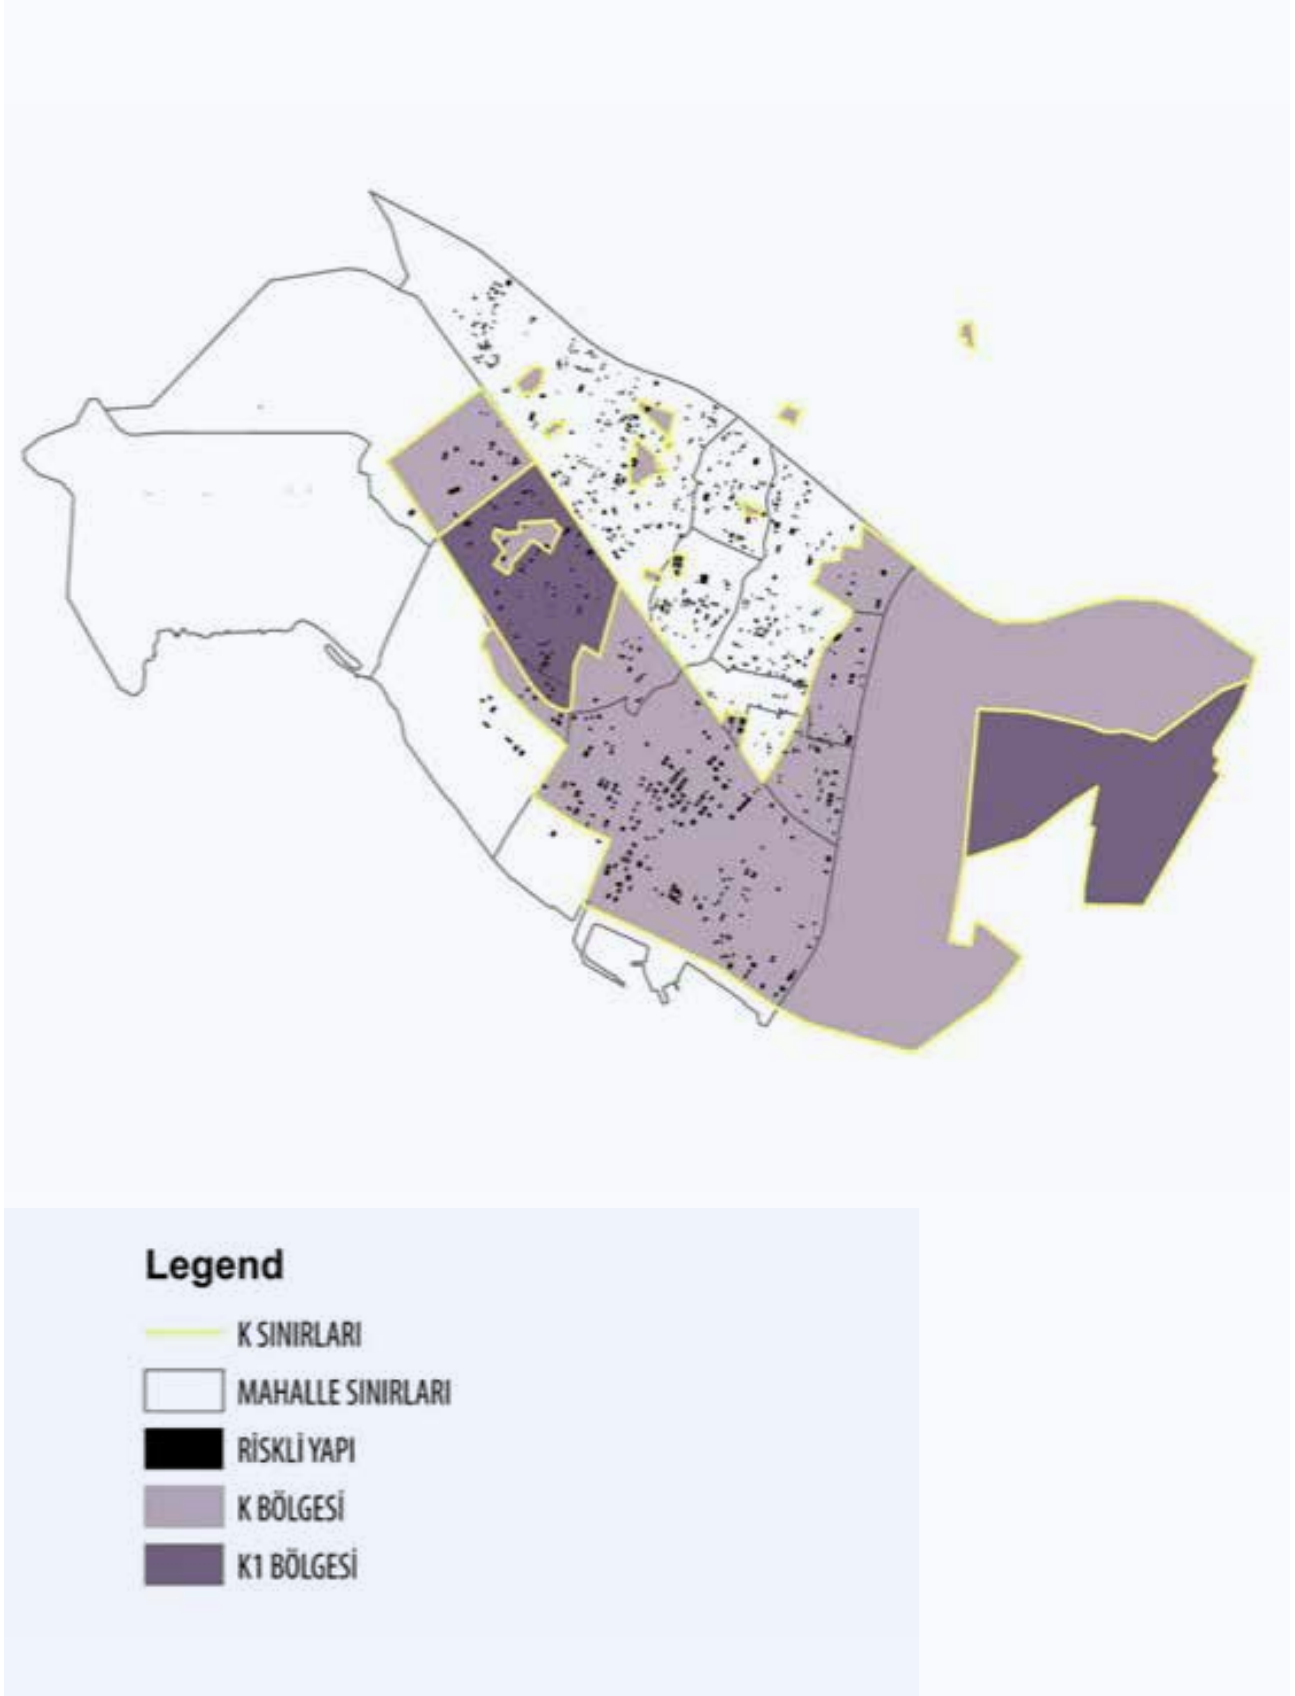 Legend
K SINIRLARI
MAHALLE SINIRLARI
RİSKLİ YAPI
K BÖLGESİ
K1 BÖLGESİ